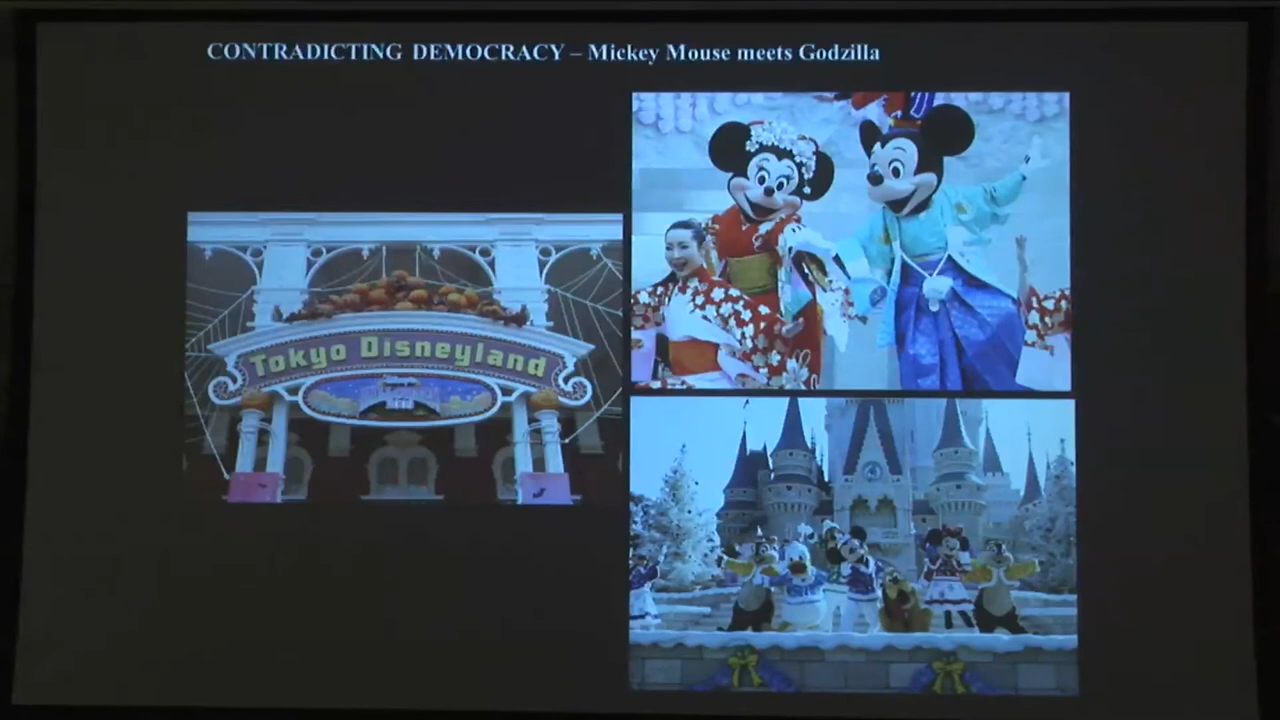 CONTRADICTING DEMOCRACY – Mickey Mouse meets Godzilla
Tokyo Disneyland